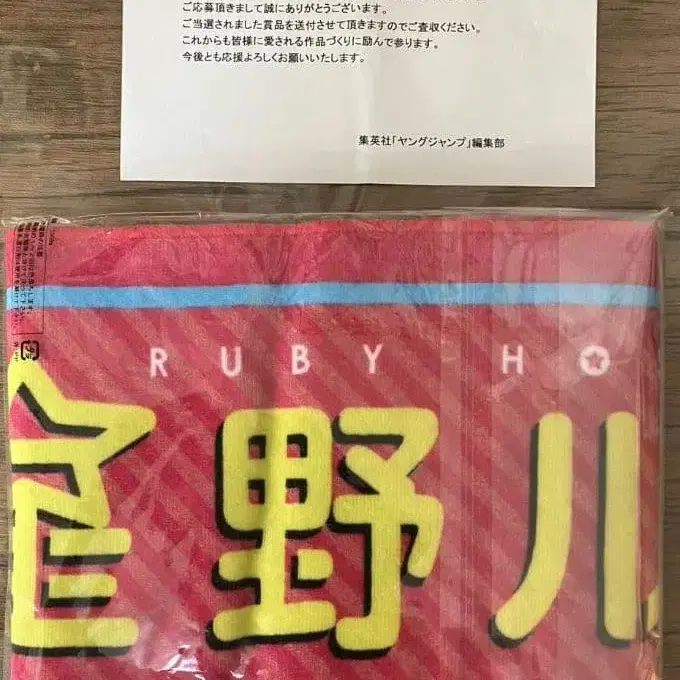 ご応募頂きまして誠にありがとうございます。
ご当選されました賞品を送付させて頂きますのでご査収ください。
これからも皆様に愛される作品づくりに励んで参ります。
今後とも応援よろしくお願いいたします。
集英社「ヤングジャンプ」編集部
RUBY HO
野ル
プラ